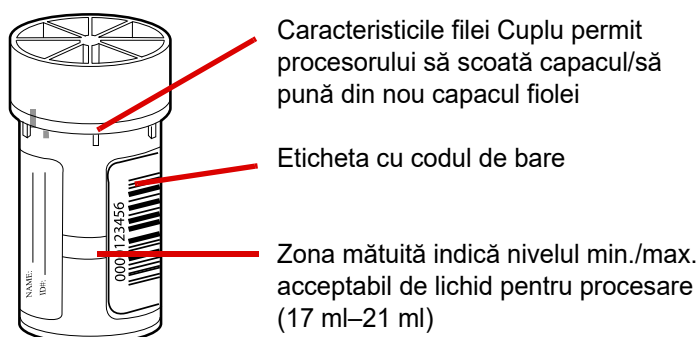 Caracteristicile filei Cuplu permit
procesorului să scoată capacul/să
pună din nou capacul fiolei
Eticheta cu codul de bare
Zona mătuită indică nivelul min./max.
acceptabil de lichid pentru procesare
(17 ml–21 ml)
NAME:
ID#:
0000123456